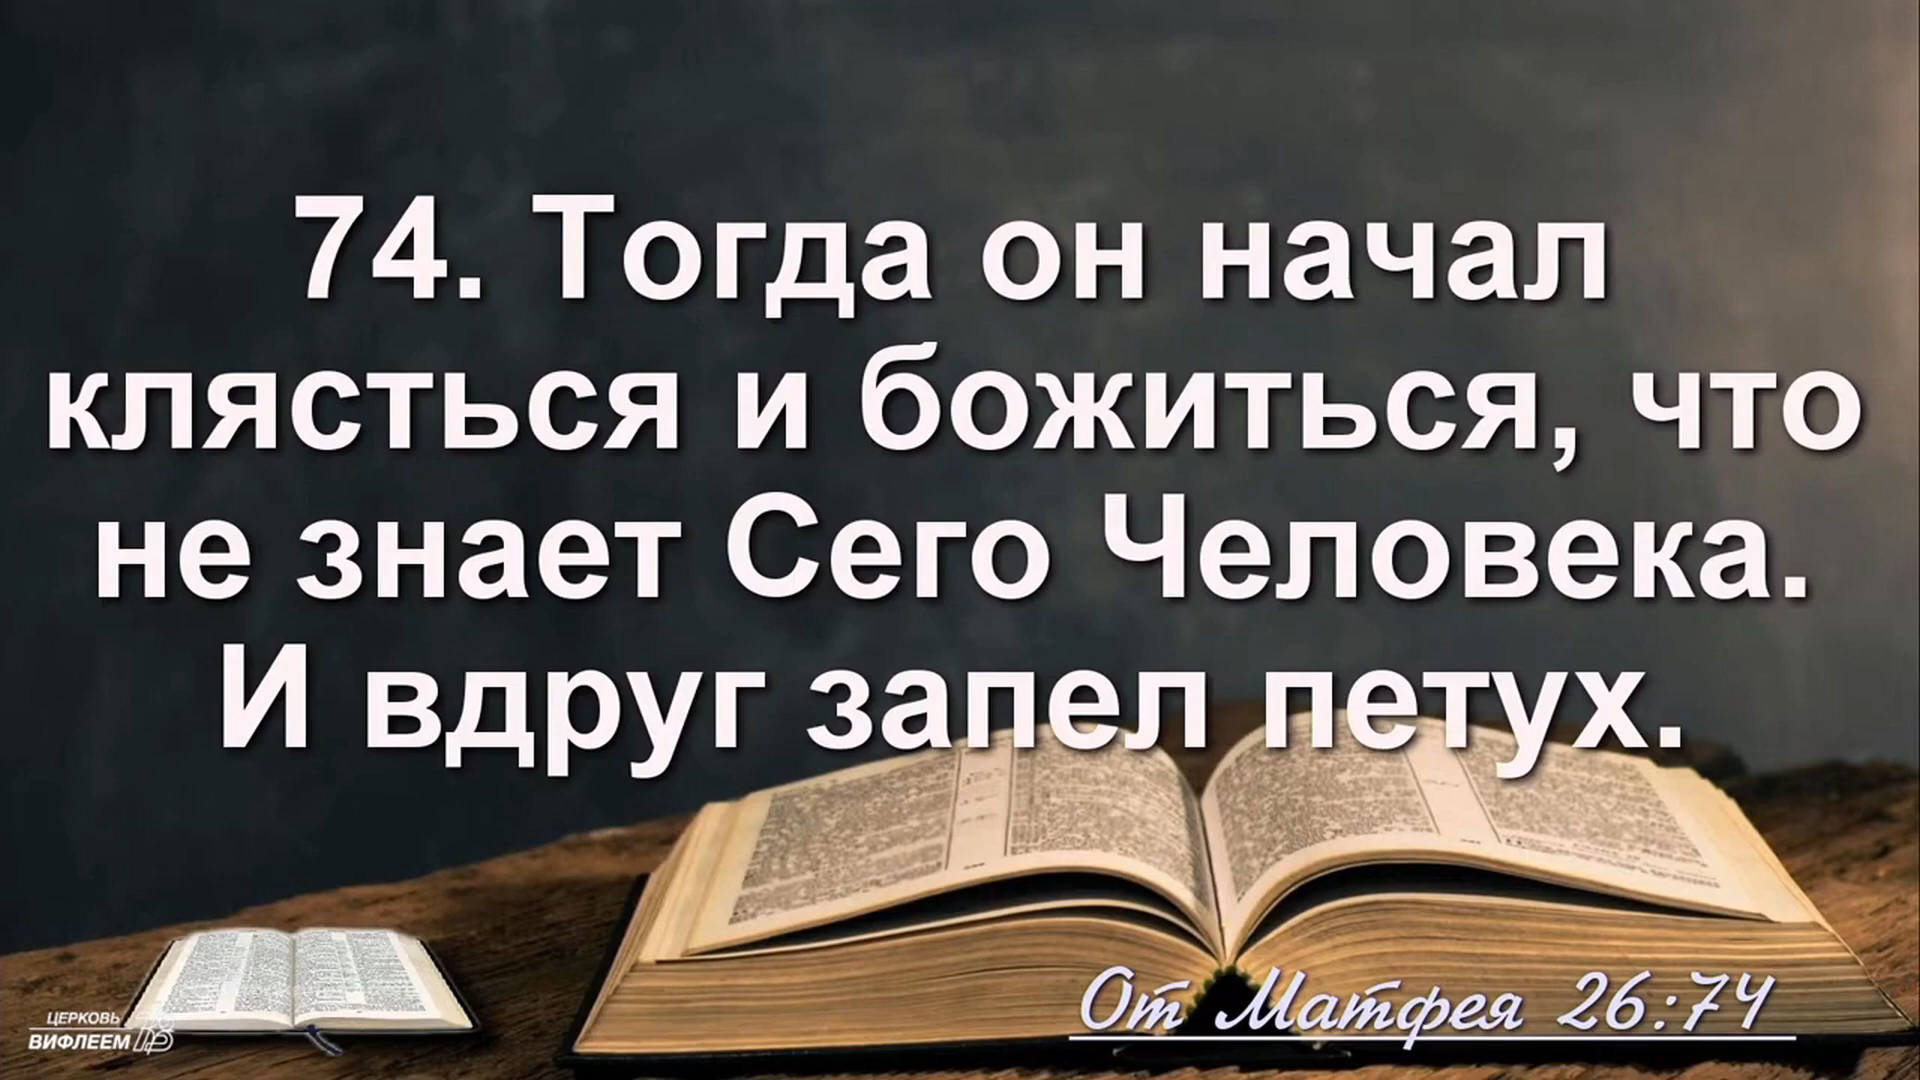 74. Тогда он начал
клясться и божиться, что
не знает Сего Человека.
И вдруг запел петух.
От Матфея 26:74
ЦЕРКОВЬ
ВИФЛЕЕМ